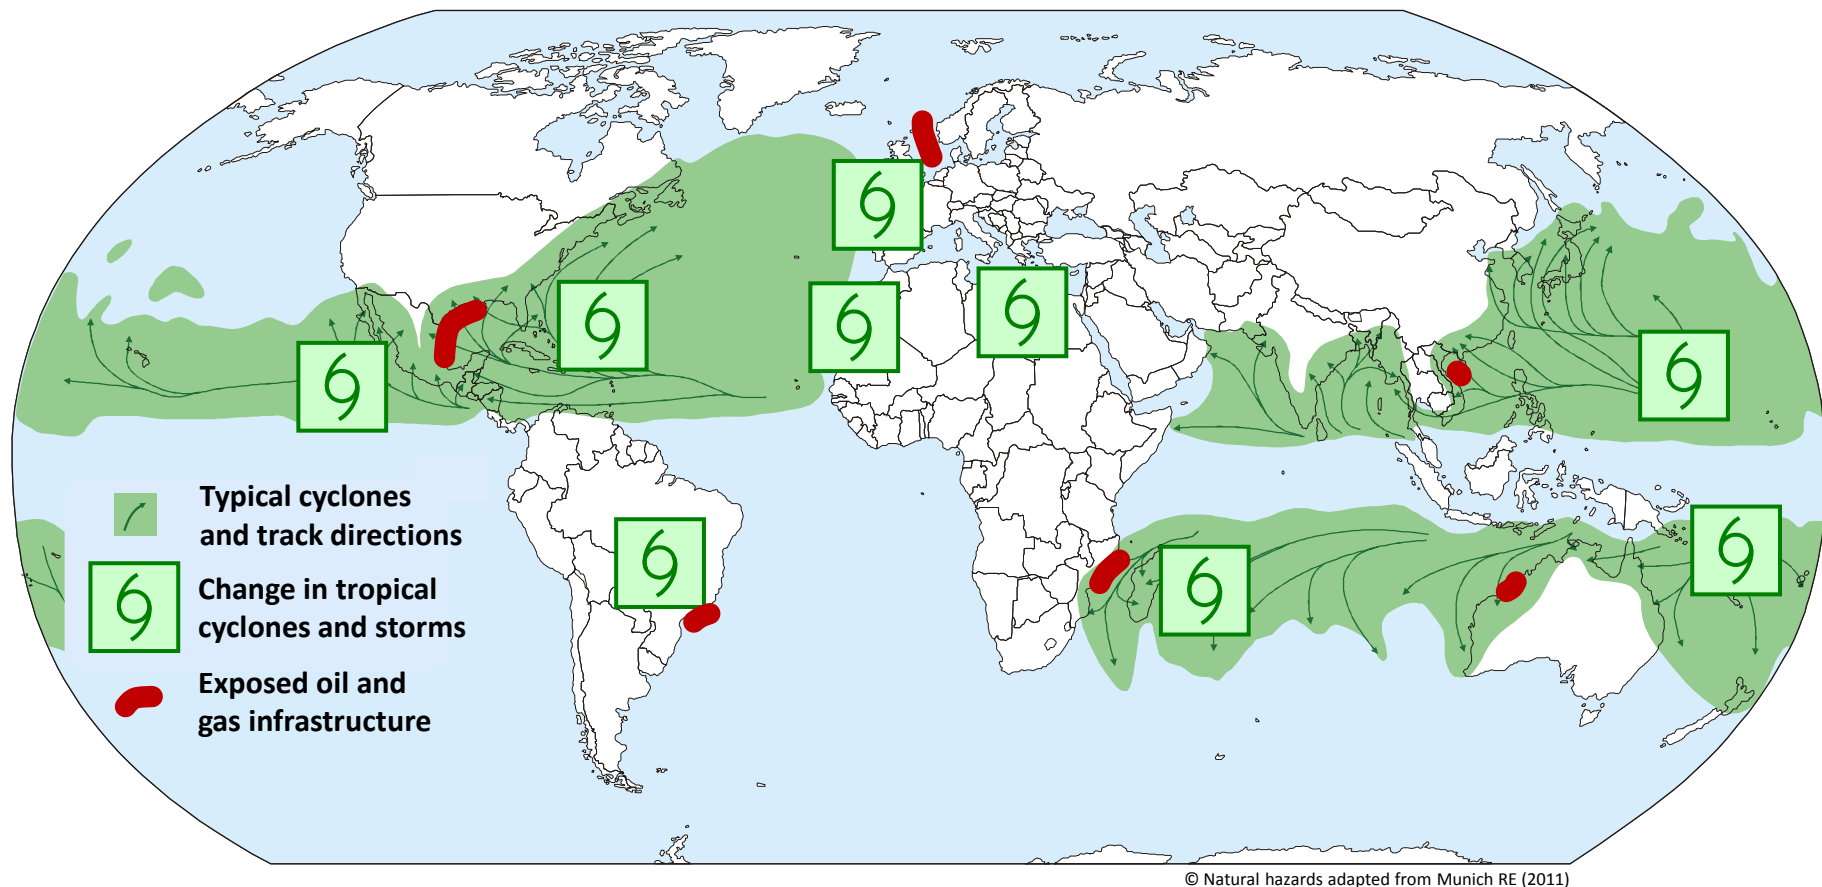 Typical cyclones
and track directions
Change in tropical
cyclones and storms
Exposed oil and
gas infrastructure
© Natural hazards adapted from Munich RE (2011)